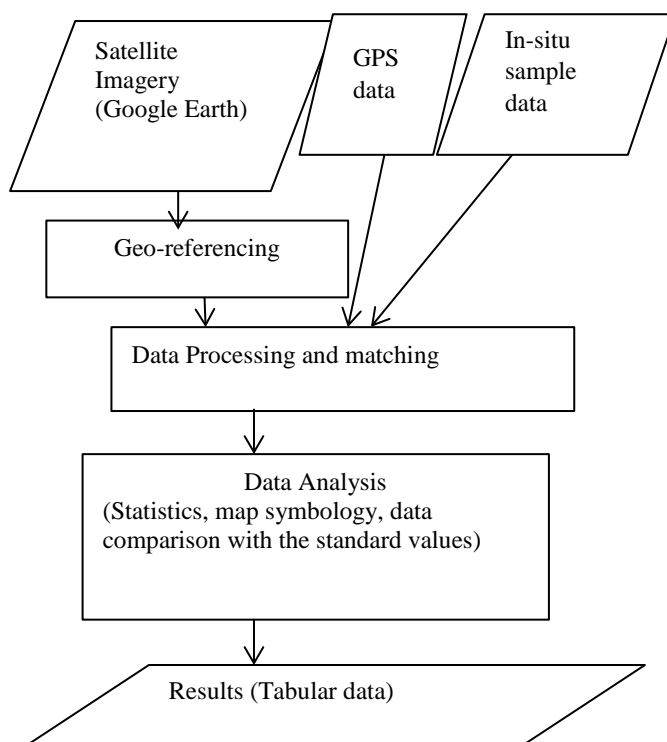 Satellite
Imagery
(Google Earth)
GPS
data
In-situ
sample
data
Geo-referencing
Data Processing and matching
Data Analysis
(Statistics, map symbology, data
comparison with the standard values)
Results (Tabular data)